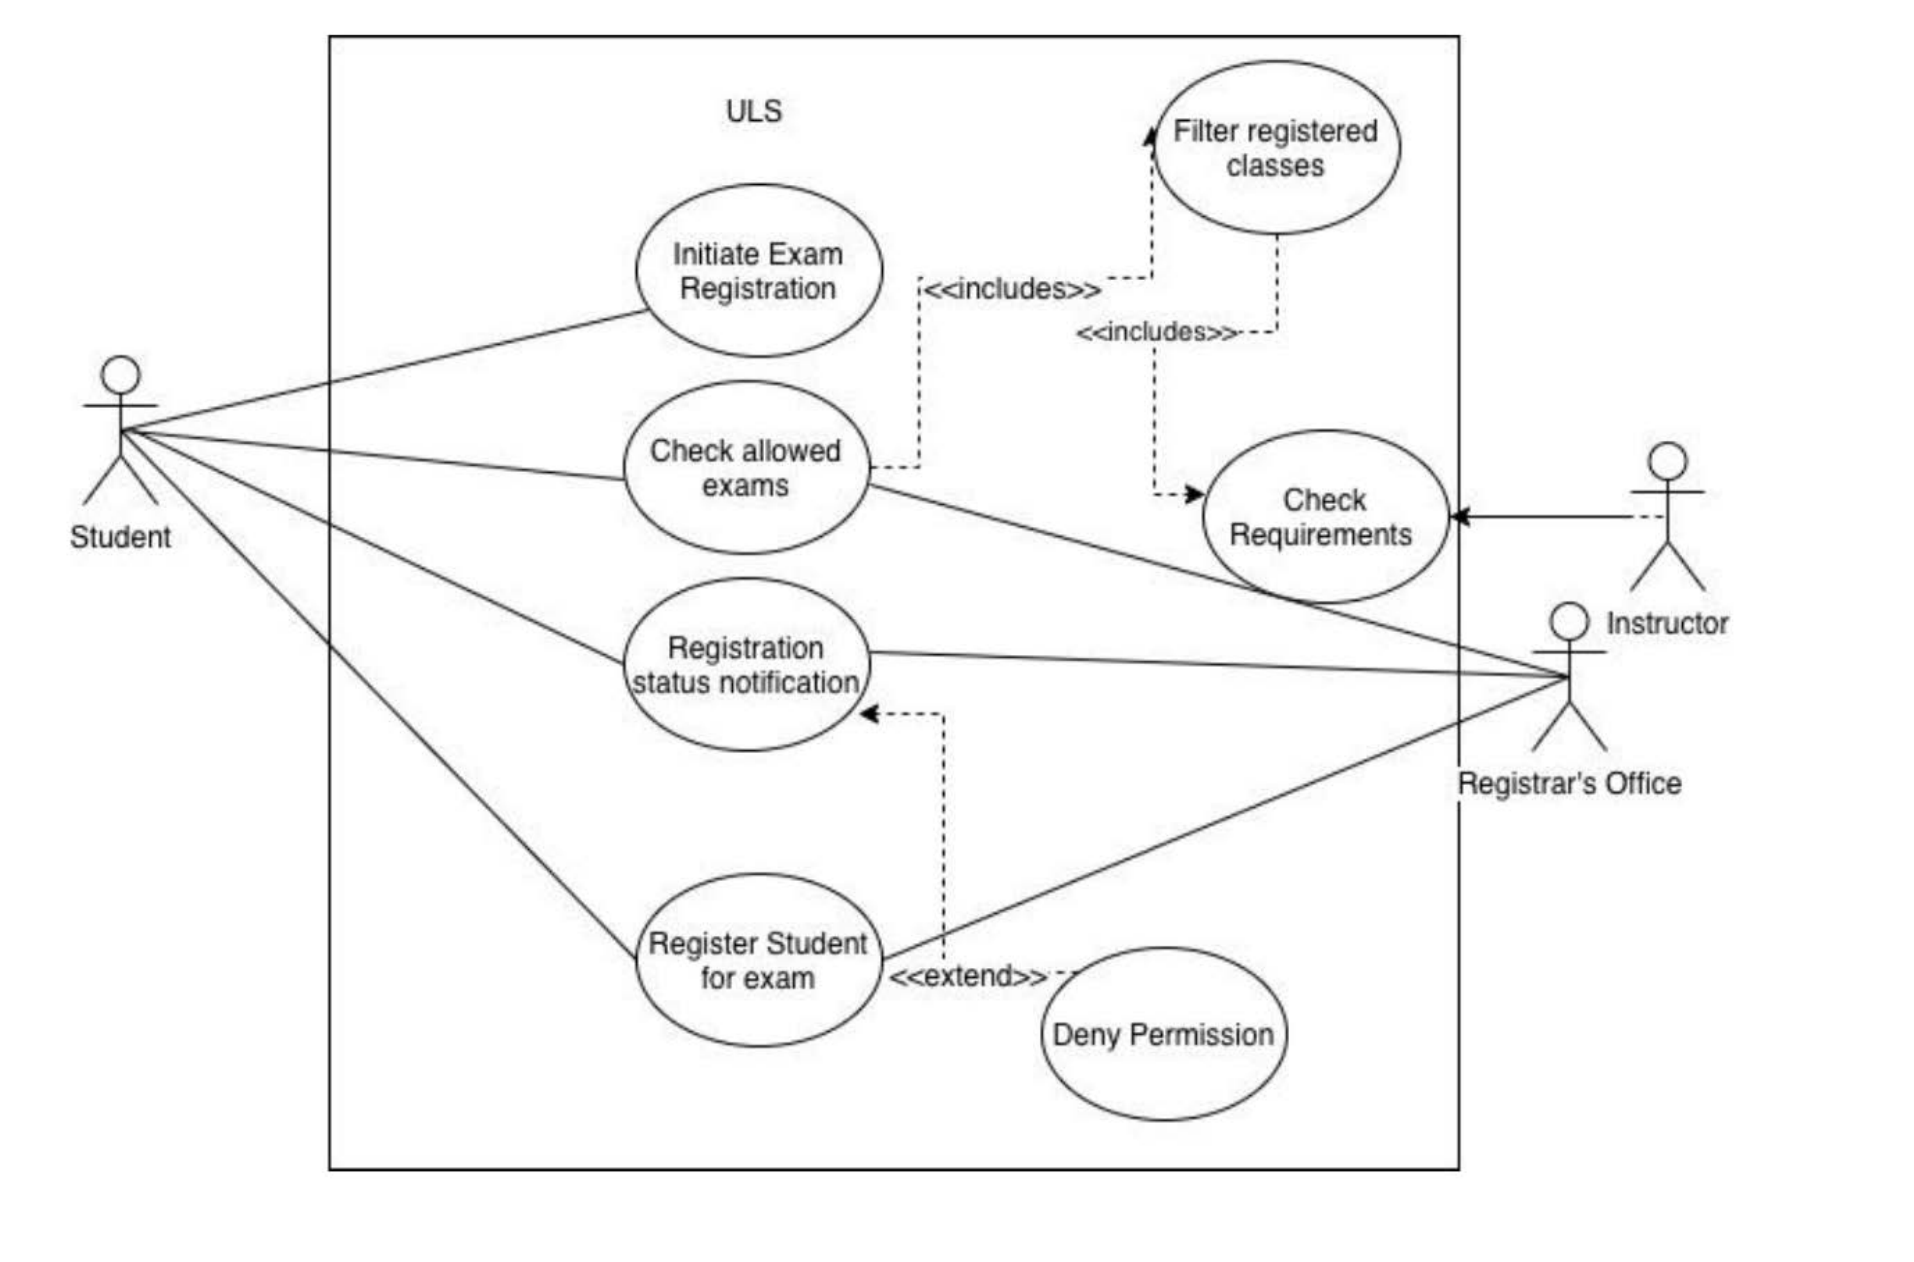 ULS
Filter registered
classes
Initiate Exam
Registration
<<includes>>
<<includes>>
Check allowed
exams
Check
Requirements
Student
Instructor
Registration
status notification
Registrar's Office
Register Student
for exam
<<extend>>
Deny Permission